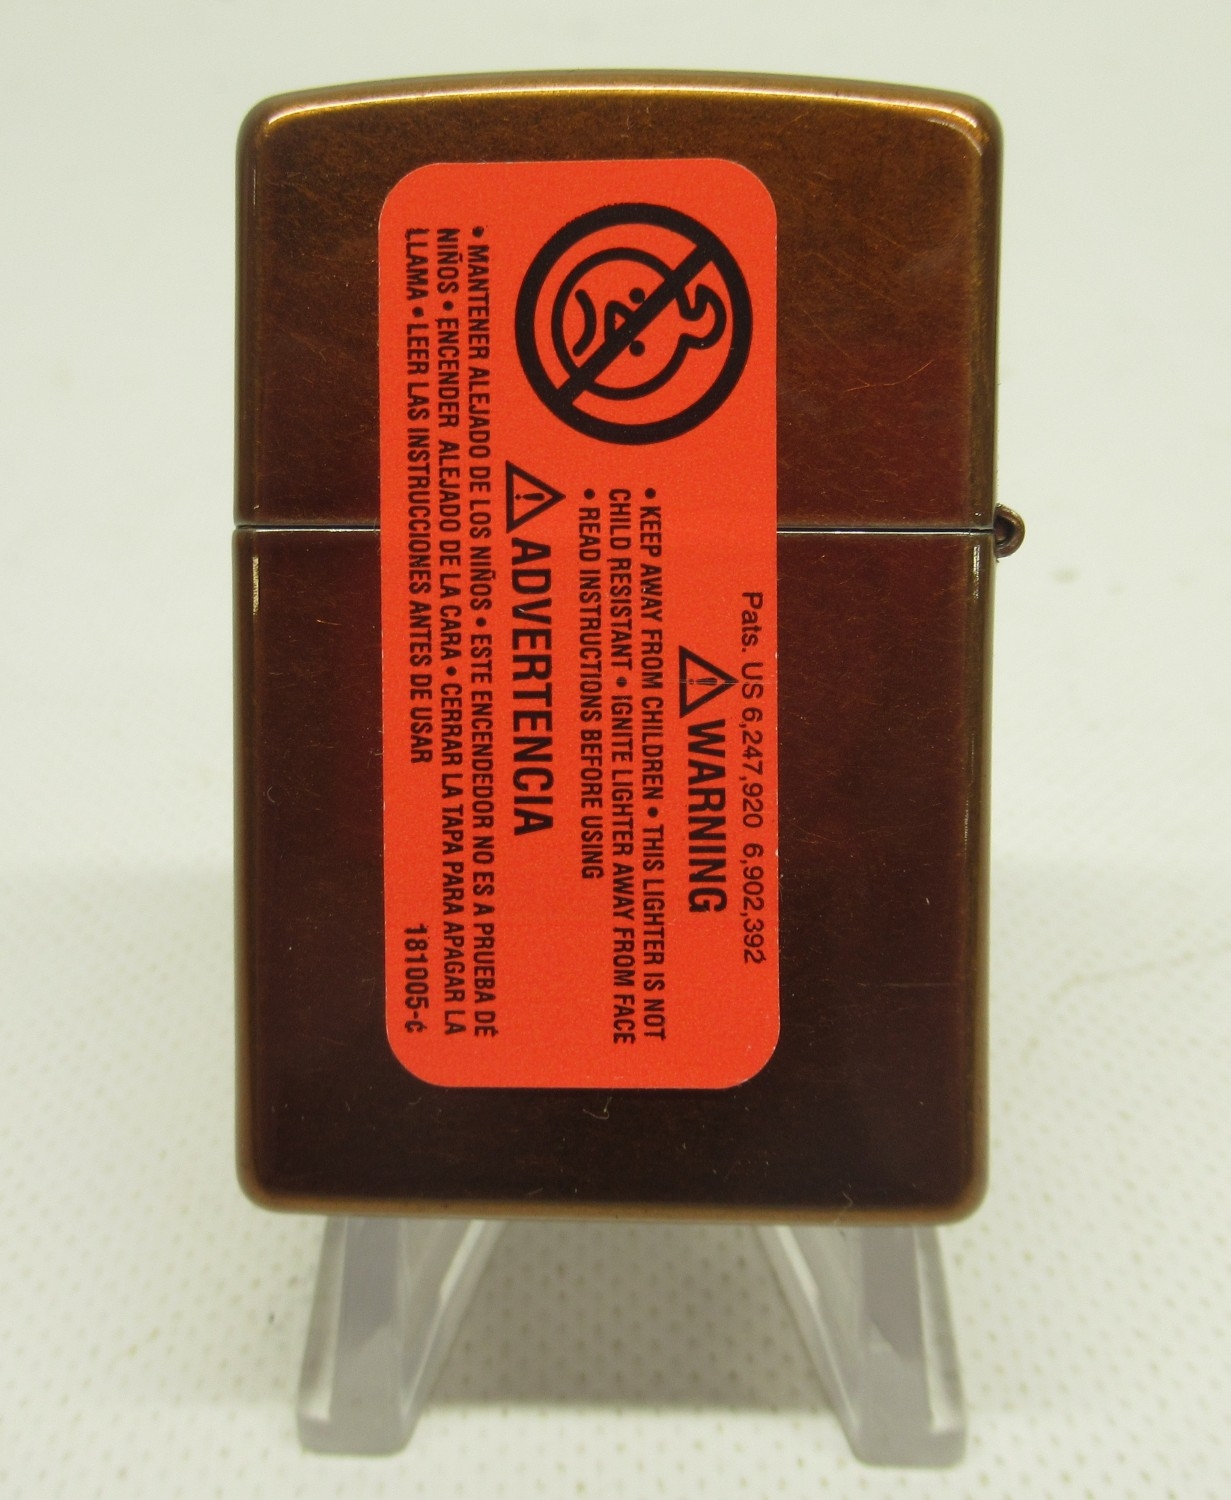 Pats. US 6,247,920 6,902,392
WARNING
• KEEP AWAY FROM CHILDREN • THIS LIGHTER IS NOT
CHILD RESISTANT • IGNITE LIGHTER AWAY FROM FACE
• READ INSTRUCTIONS BEFORE USING
ADVERTENCIA
• MANTENER ALEJADO DE LOS NIÑOS • ESTE ENCENDEDOR NO ES A PRUEBA DE
NIÑOS • ENCENDER ALEJADO DE LA CARA • CERRAR LA TAPA PARA APAGAR LA
LLAMA • LEER LAS INSTRUCCIONES ANTES DE USAR
181005-C